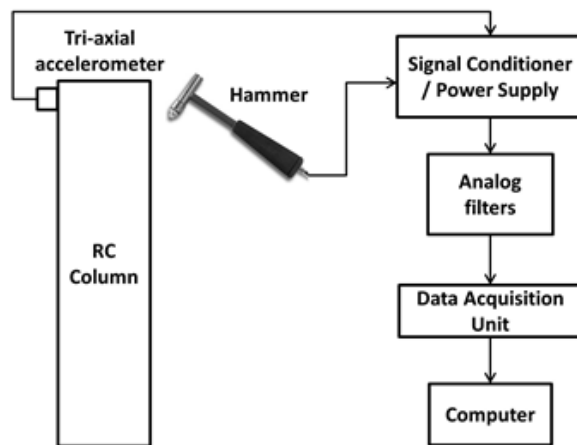 Tri-axial
accelerometer
Hammer
RC
Column
Signal Conditioner
/ Power Supply
Analog
filters
Data Acquisition
Unit
Computer